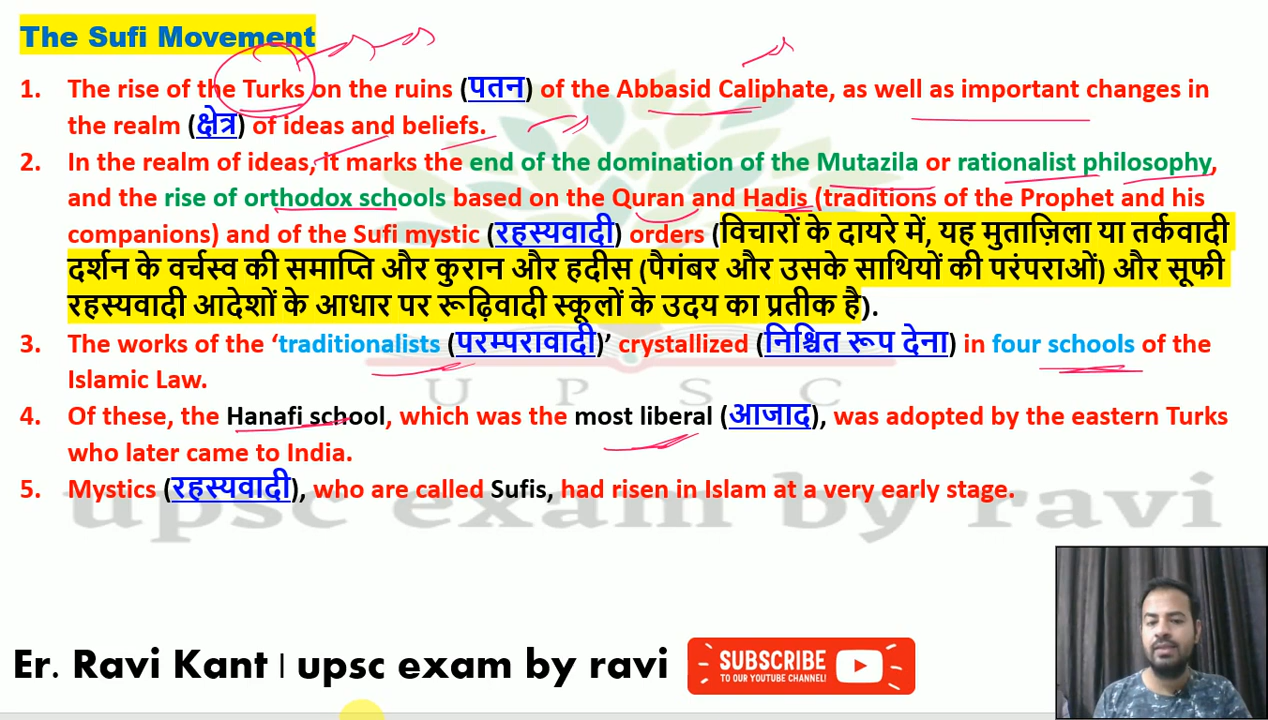 The Sufi Movement
1. The rise of the Turks on the ruins (पतन) of the Abbasid Caliphate, as well as important changes in
the realm (क्षेत्र) of ideas and beliefs.
2. In the realm of ideas, it marks the end of the domination of the Mutazila or rationalist philosophy,
and the rise of orthodox schools based on the Quran and Hadis (traditions of the Prophet and his
companions) and of the Sufi mystic (रहस्यवादी) orders (विचारों के दायरे में, यह मुताज़िला या तर्कवादी
दर्शन के वर्चस्व की समाप्ति और कुरान और हदीस (पैगंबर और उसके साथियों की परंपराओं) और सूफी
रहस्यवादी आदेशों के आधार पर रूढ़िवादी स्कूलों के उदय का प्रतीक है).
3. The works of the ‘traditionalists (परम्परावादी)’ crystallized (निश्चित रूप देना) in four schools of the
Islamic Law.
4. Of these, the Hanafi school, which was the most liberal (आजाद), was adopted by the eastern Turks
who later came to India.
5. Mystics (रहस्यवादी), who are called Sufis, had risen in Islam at a very early stage.
U P S C
upsc exam by ravi
Er. Ravi Kant | upsc exam by ravi
SUBSCRIBE
TO OUR YOUTUBE CHANNEL!